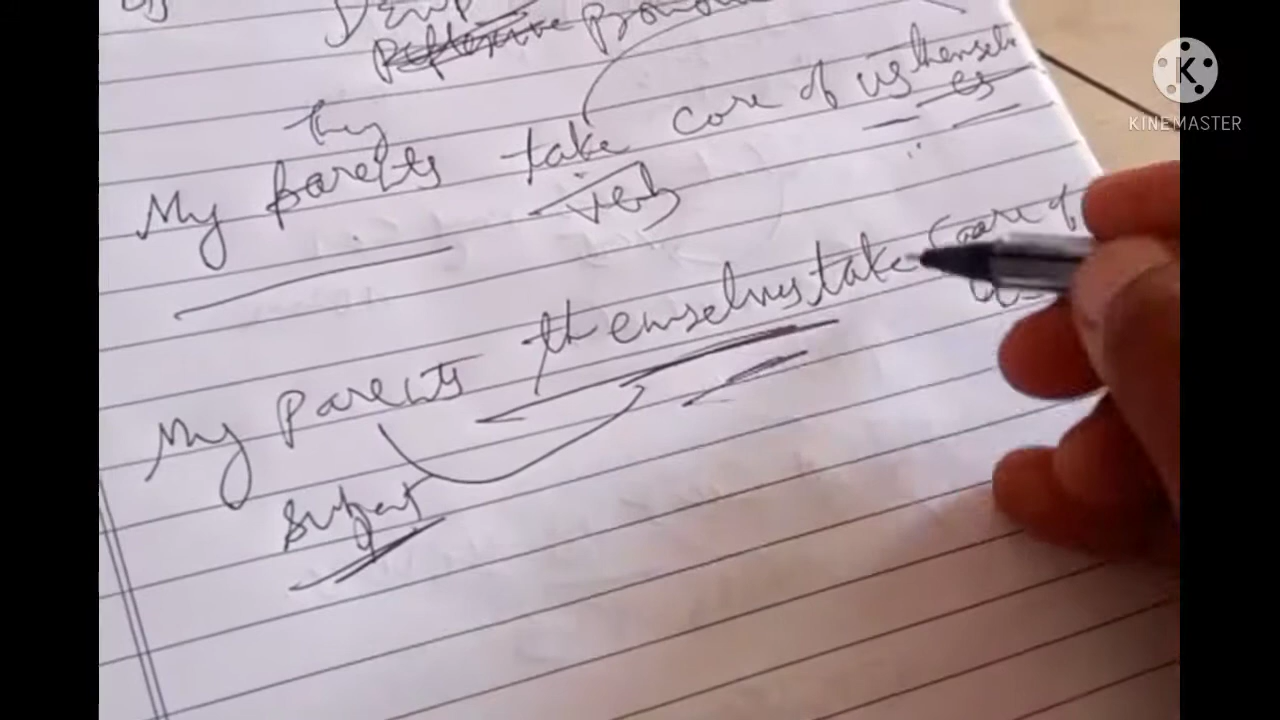 Reflexive
they
My parents take care of us themselves
verb
My parents themselves take care of
us
Subject
K
KINEMASTER